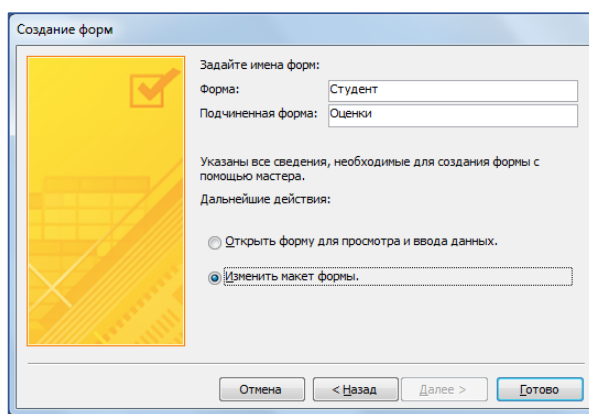 Создание форм
Задайте имена форм:
Форма: Студент
Подчиненная форма: Оценки
Указаны все сведения, необходимые для создания формы с
помощью мастера.
Дальнейшие действия:
Открыть форму для просмотра и ввода данных.
Изменить макет формы.
Отмена < Назад Далее > Готово